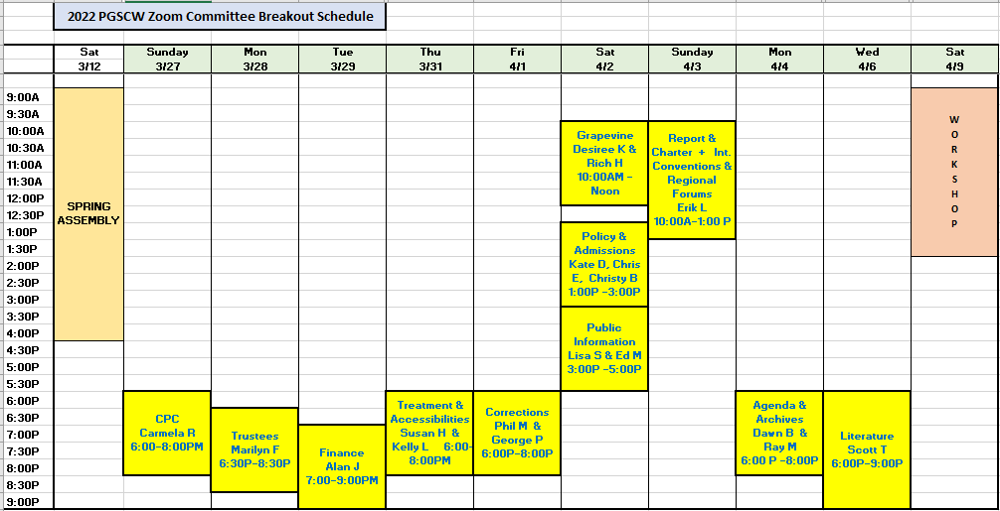 2022 PGSCW Zoom Committee Breakout Schedule
Sat Sunday Mon Tue Thu Fri Sat Sunday Mon Wed Sat
3/12 3/27 3/28 3/29 3/31 4/1 4/2 4/3 4/4 4/6 4/9
9:00A
9:30A
10:00A
10:30A
11:00A
11:30A
12:00P
12:30P
1:00P
1:30P
2:00P
2:30P
3:00P
3:30P
4:00P
4:30P
5:00P
5:30P
6:00P
6:30P
7:00P
7:30P
8:00P
8:30P
9:00P
SPRING
ASSEMBLY
CPC
Carmela R
6:00-8:00PM
Trustees
Marilyn F
6:30P-8:30P
Finance
Alan J
7:00-9:00PM
Treatment &
Accessibilities
Susan H &
Kelly L 6:00-
8:00PM
Corrections
Phil M &
George P
6:00P-8:00P
Grapevine
Desiree K &
Rich H
10:00AM -
Noon
Policy &
Admissions
Kate D, Chris
E, Christy B
1:00P -3:00P
Public
Information
Lisa S & Ed M
3:00P -5:00P
Report &
Charter + Int.
Conventions &
Regional
Forums
Erik L
10:00A-1:00 P
Agenda &
Archives
Dawn B &
Ray M
6:00 P -8:00P
Literature
Scott T
6:00P-9:00P
W
O
R
K
S
H
O
P